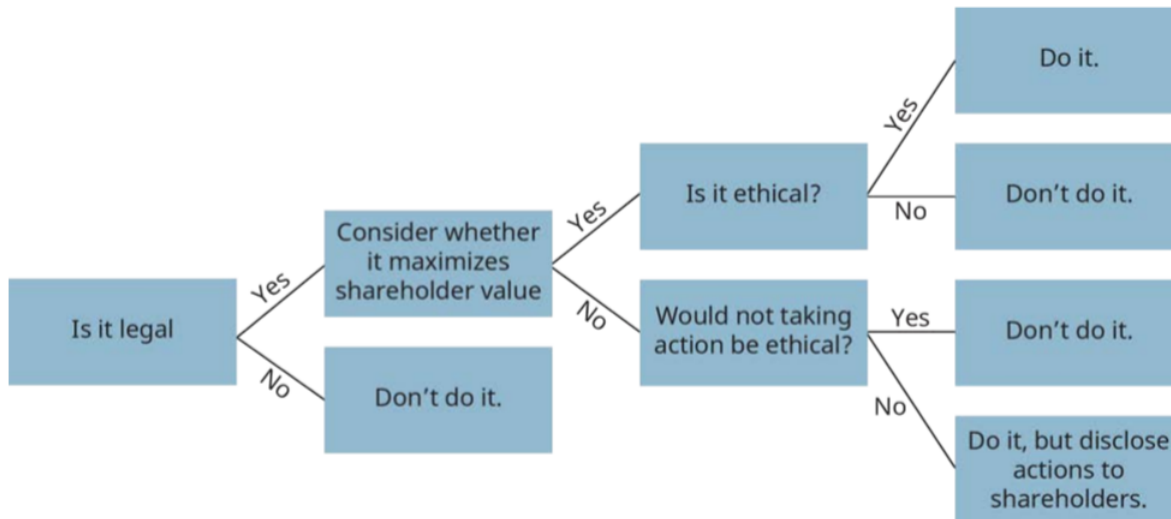 Is it legal
Yes
No
Consider whether
it maximizes
shareholder value
Don’t do it.
Yes
No
Is it ethical?
Would not taking
action be ethical?
Yes
No
Yes
No
Do it.
Don’t do it.
Don’t do it.
Do it, but disclose
actions to
shareholders.